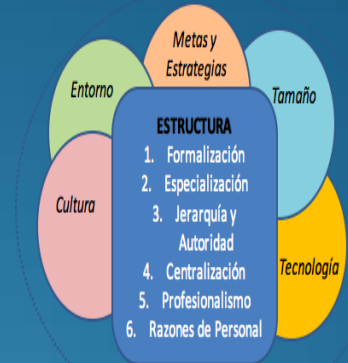 Metas y
Estrategias
Entorno
Tamaño
Cultura
Tecnología
ESTRUCTURA
1. Formalización
2. Especialización
3. Jerarquía y
Autoridad
4. Centralización
5. Profesionalismo
6. Razones de Personal